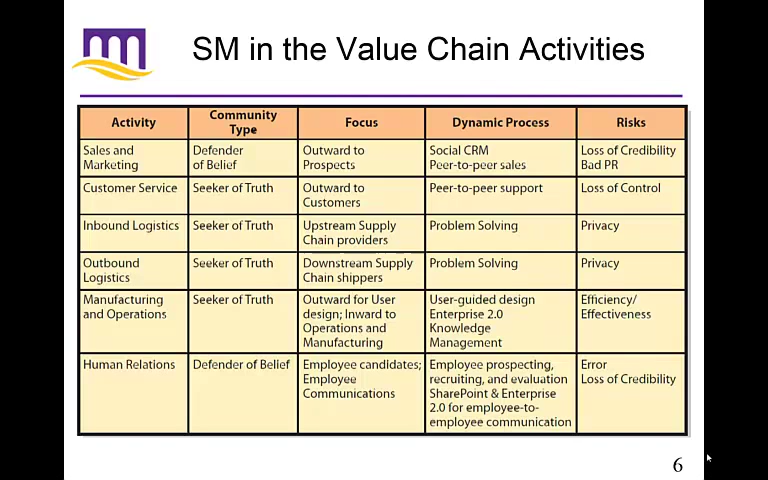 SM in the Value Chain Activities
Activity
Community
Type
Focus
Dynamic Process
Risks
Sales and
Marketing
Defender
of Belief
Outward to
Prospects
Social CRM
Peer-to-peer sales
Loss of Credibility
Bad PR
Customer Service
Seeker of Truth
Outward to
Customers
Peer-to-peer support
Loss of Control
Inbound Logistics
Seeker of Truth
Upstream Supply
Chain providers
Problem Solving
Privacy
Outbound
Logistics
Seeker of Truth
Downstream Supply
Chain shippers
Problem Solving
Privacy
Manufacturing
and Operations
Seeker of Truth
Outward for User
design; Inward to
Operations and
Manufacturing
User-guided design
Enterprise 2.0
Knowledge
Management
Efficiency/
Effectiveness
Human Relations
Defender of Belief
Employee candidates;
Employee
Communications
Employee prospecting,
recruiting, and evaluation
SharePoint & Enterprise
2.0 for employee-to-
employee communication
Error
Loss of Credibility
6